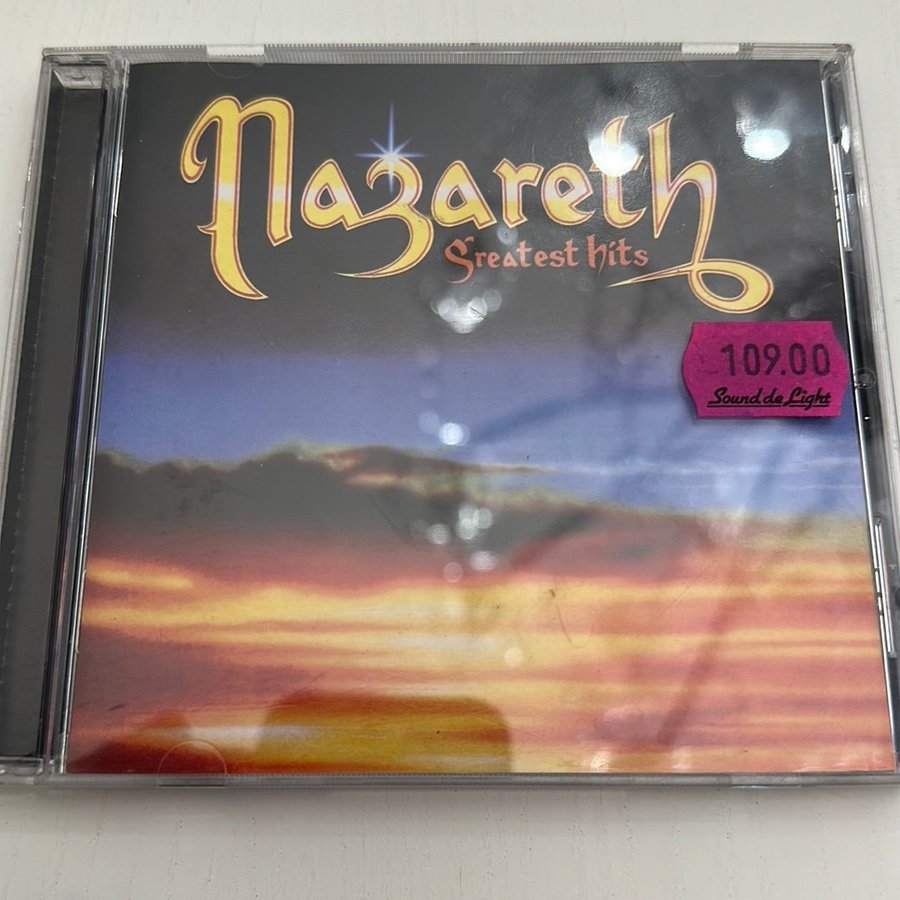 Nazareth
Greatest hits
109.00
Sound de Light